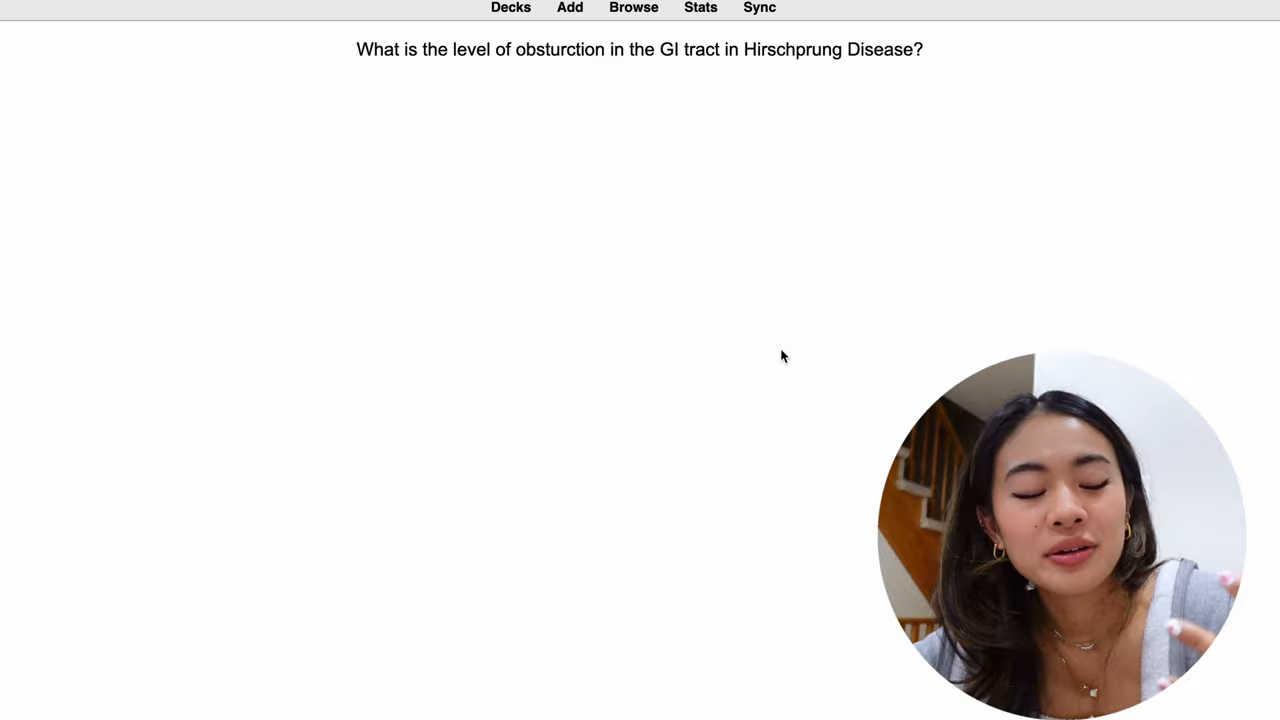 Decks Add Browse Stats Sync
What is the level of obsturction in the GI tract in Hirschprung Disease?